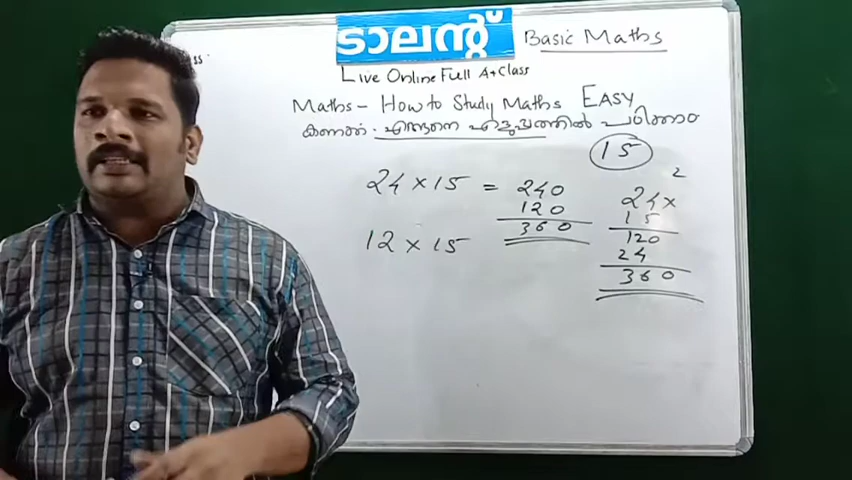 ടാലന്റ് Basic Maths
Live Online Full A+ Class
Maths - How to Study Maths EASY
കണക്ക്. എങ്ങനെ എളുപ്പത്തിൽ പഠിക്കാം
15
24 × 15 = 240
120
360
12 × 15
2
24 ×
15
120
24
360